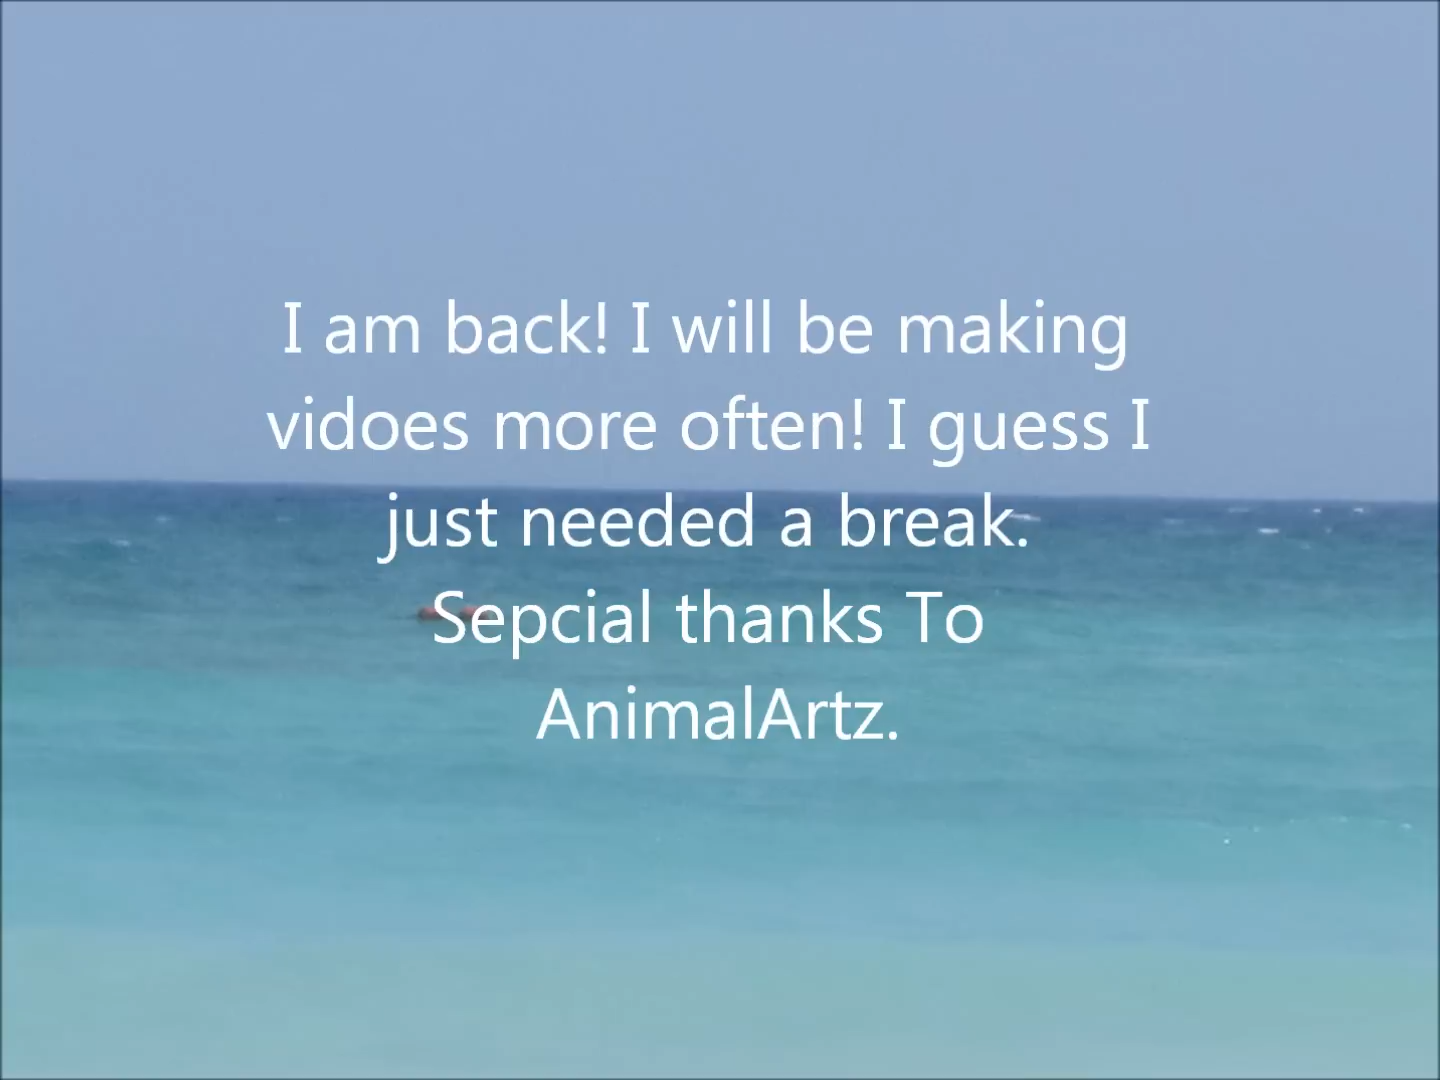 I am back! I will be making
vidoes more often! I guess I
just needed a break.
Sepcial thanks To
AnimalArtz.